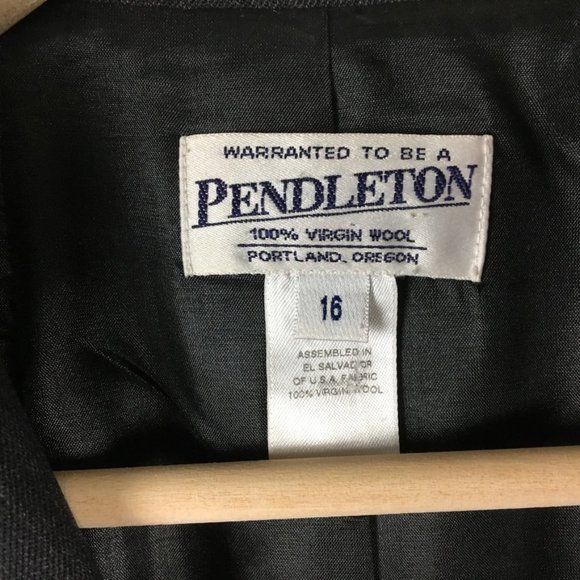 WARRANTED TO BE A
PENDLETON
100% VIRGIN WOOL
PORTLAND, OREGON
16
ASSEMBLED IN
EL SALVADOR
OF U.S.A. FABRIC
100% VIRGIN WOOL